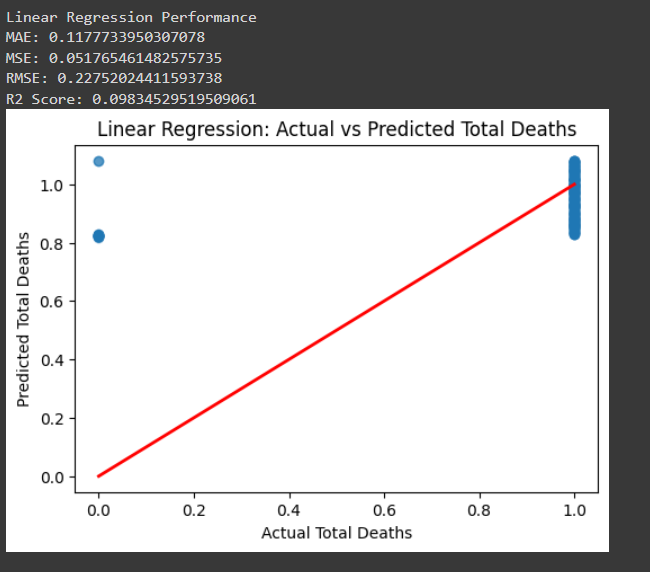 Linear Regression Performance
MAE: 0.1177733950307078
MSE: 0.051765461482575735
RMSE: 0.22752024411593738
R2 Score: 0.09834529519509061
Linear Regression: Actual vs Predicted Total Deaths
Predicted Total Deaths
1.0
0.8
0.6
0.4
0.2
0.0
0.0 0.2 0.4 0.6 0.8 1.0
Actual Total Deaths